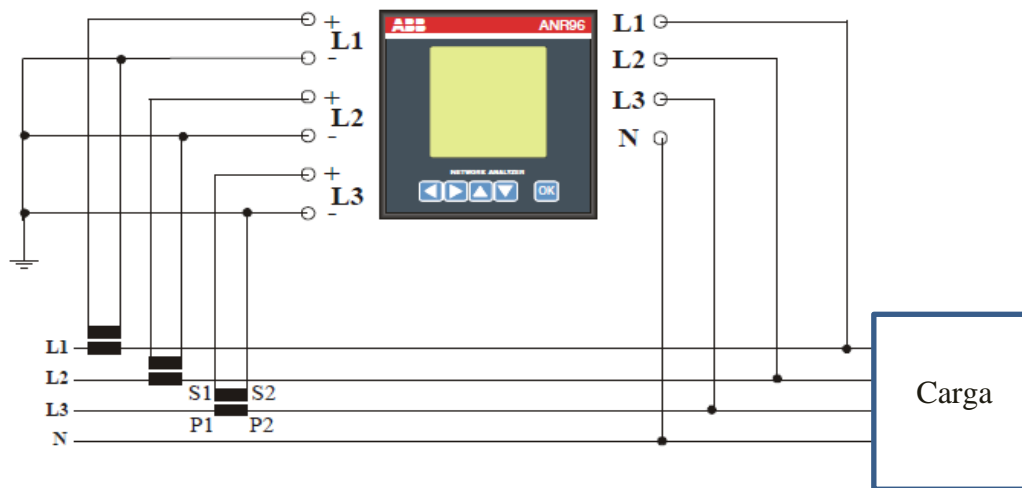 +
L1
-
+
L2
-
+
L3
-
ABB ANR96
NETWORK ANALYZER
OK
L1
L2
L3
N
L1
L2
S1 S2
L3
P1 P2
N
Carga